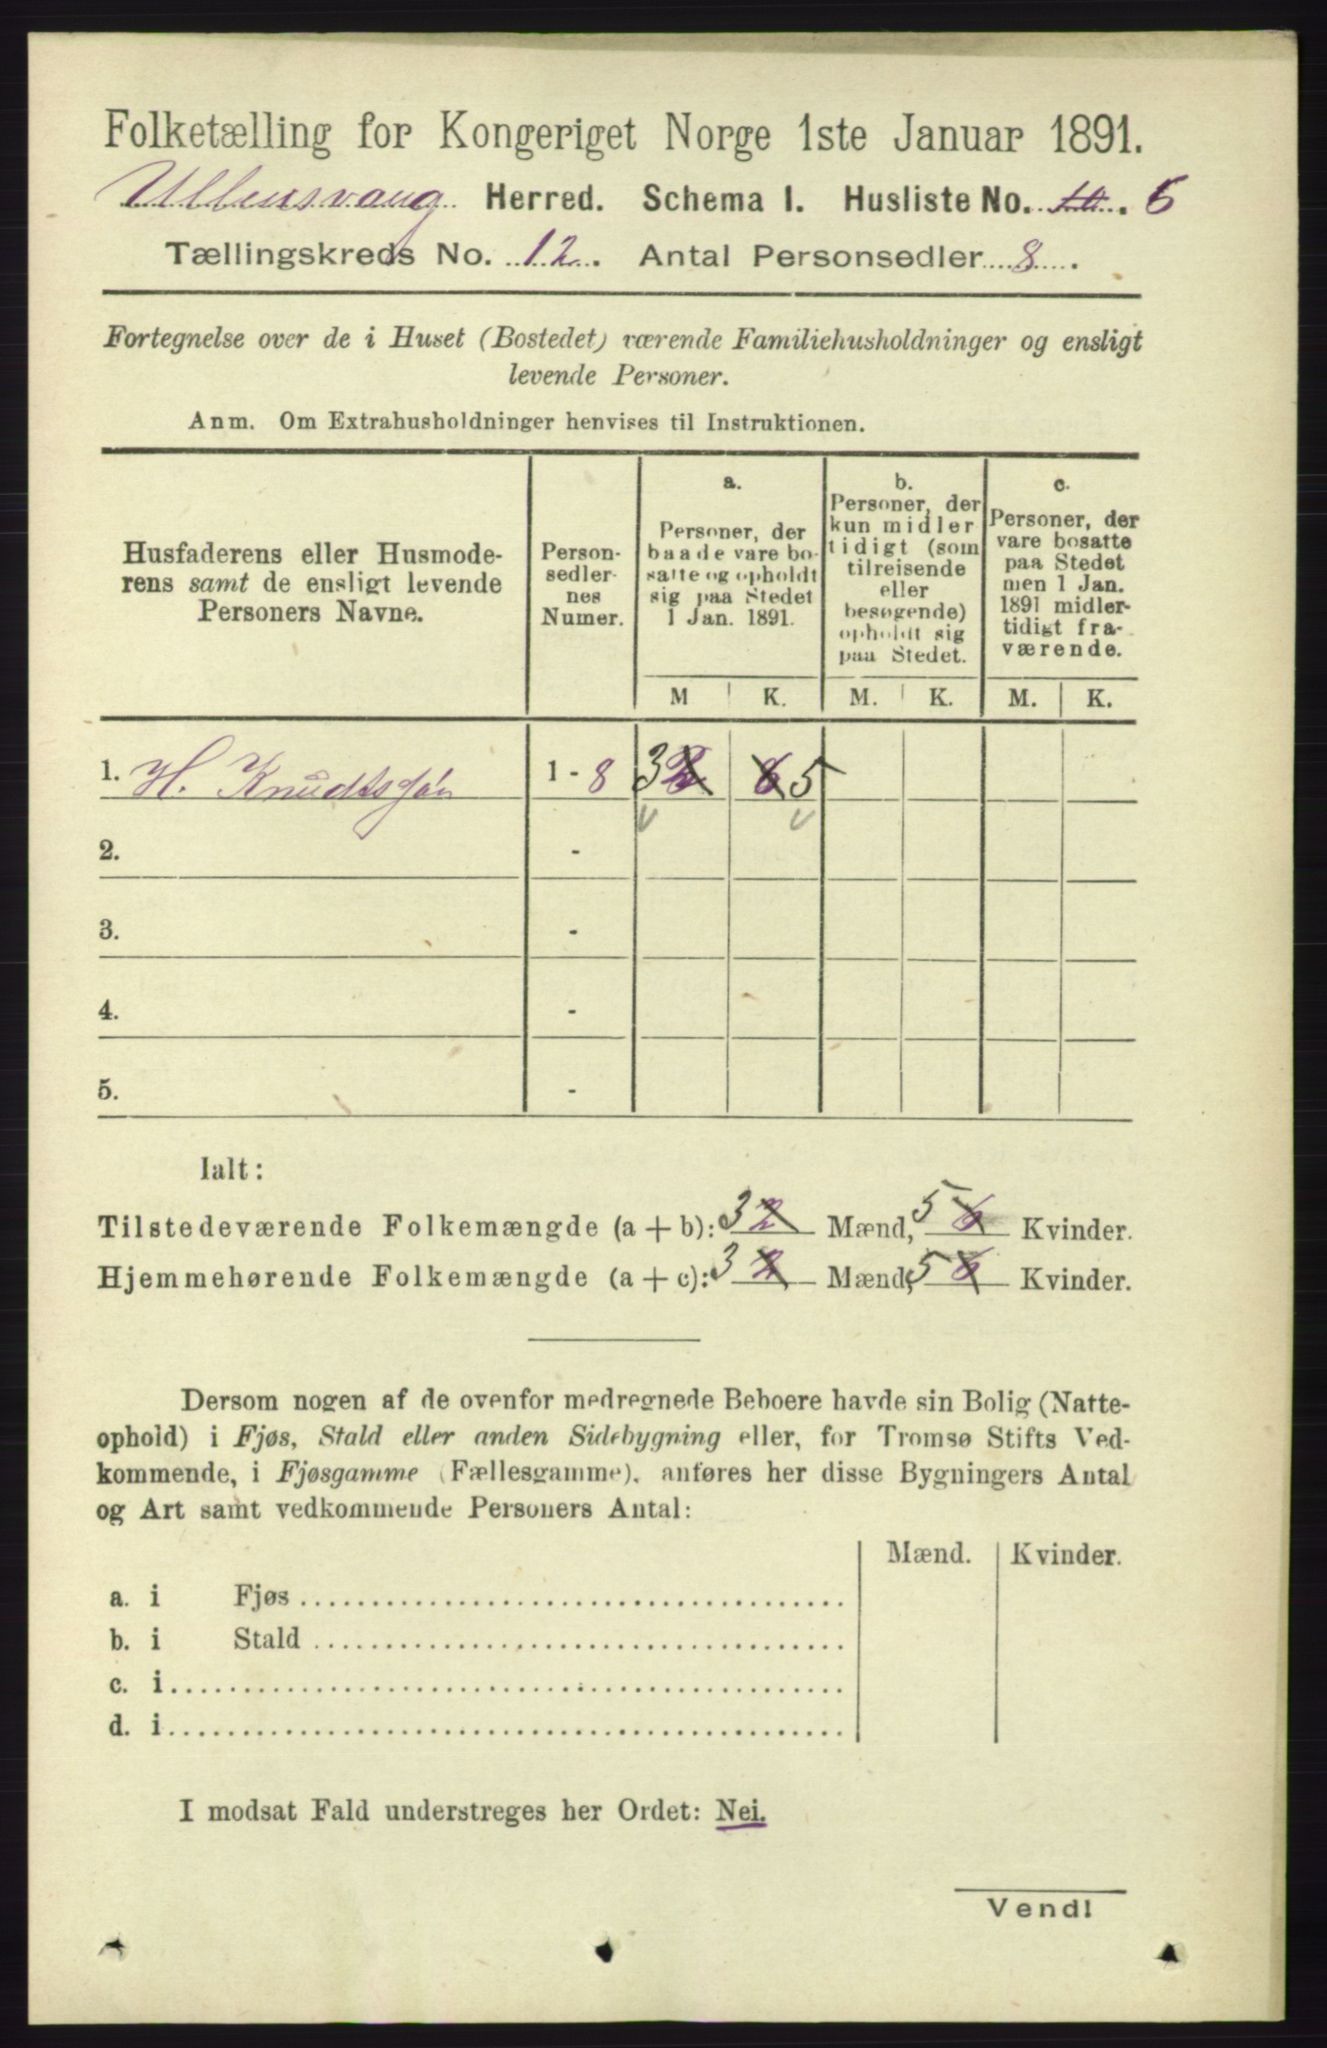 Folketælling for Kongeriget Norge 1ste Januar 1891.
Ullensvang Herred. Schema I. Husliste No. 6
Tællingskreds No. 12. Antal Personsedler 8.
Fortegnelse over de i Huset (Bostedet) værende Familiehusholdninger og ensligt
levende Personer.
Anm. Om Extrahusholdninger henvises til Instruktionen.
Husfaderens eller Husmode-
rens samt de ensligt levende
Personers Navne.
Person-
sedler-
nes
Numer.
a.
Personer, der
baade vare bo-
satte og opholdt
sig paa Stedet
1 Jan. 1891.
b.
Personer, der
kun midler
tidigt (som
tilreisende
eller
besøgende)
opholdt sig
paa Stedet.
c.
Personer, der
vare bosatte
paa Stedet
men 1 Jan.
1891 midler-
tidigt fra-
værende.
M K. M. K. M. K.
1. H. Knudtsøn 1 - 8 3 2 6 5
2. -
3. -
4. -
5. -
Ialt:
Tilstedeværende Folkemængde (a + b): 3 2 Mænd, 5 6 Kvinder.
Hjemmehørende Folkemængde (a + c): 3 2 Mænd, 5 6 Kvinder.
Dersom nogen af de ovenfor medregnede Beboere havde sin Bolig (Natte-
ophold) i Fjøs, Stald eller anden Sidebygning eller, for Tromsø Stifts Ved-
kommende, i Fjøsgamme (Fællesgamme), anføres her disse Bygningers Antal
og Art samt vedkommende Personers Antal:
Mænd. Kvinder.
a. i Fjøs
b. i Stald
c. i
d. i
I modsat Fald understreges her Ordet: Nei.
Vend!